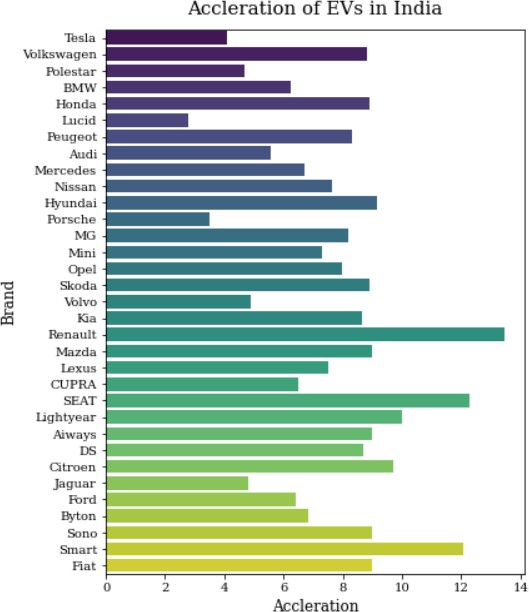 Accleration of EVs in India
Brand
Tesla
Volkswagen
Polestar
BMW
Honda
Lucid
Peugeot
Audi
Mercedes
Nissan
Hyundai
Porsche
MG
Mini
Opel
Skoda
Volvo
Kia
Renault
Mazda
Lexus
CUPRA
SEAT
Lightyear
Aiways
DS
Citroen
Jaguar
Ford
Byton
Sono
Smart
Fiat
0 2 4 6 8 10 12 14
Accleration